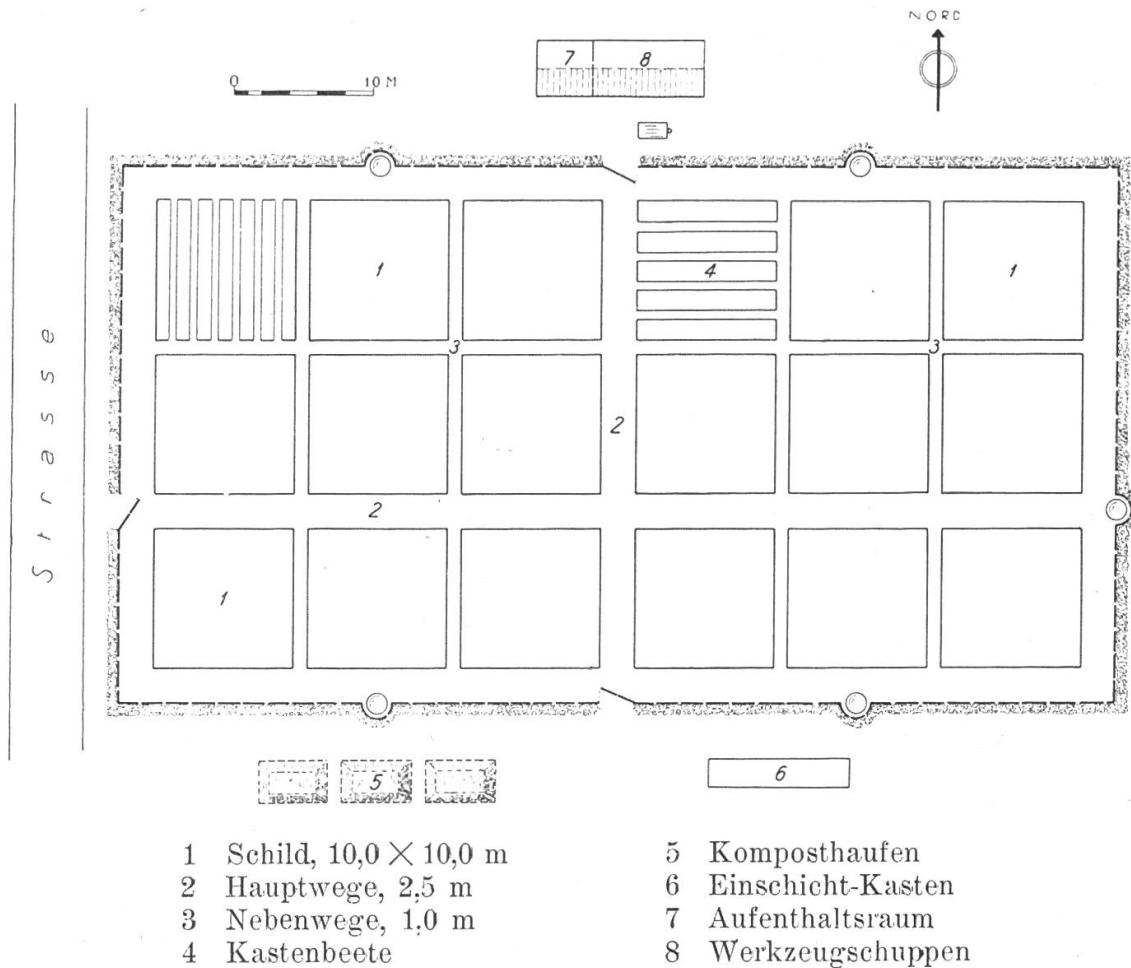 NORD
7 8
0 10 M
1 4 1
3 3
2
2
1
Strasse
5 6
1 Schild, 10,0 × 10,0 m
2 Hauptwege, 2,5 m
3 Nebenwege, 1,0 m
4 Kastenbeete
5 Komposthaufen
6 Einschicht-Kasten
7 Aufenthaltsraum
8 Werkzeugschuppen